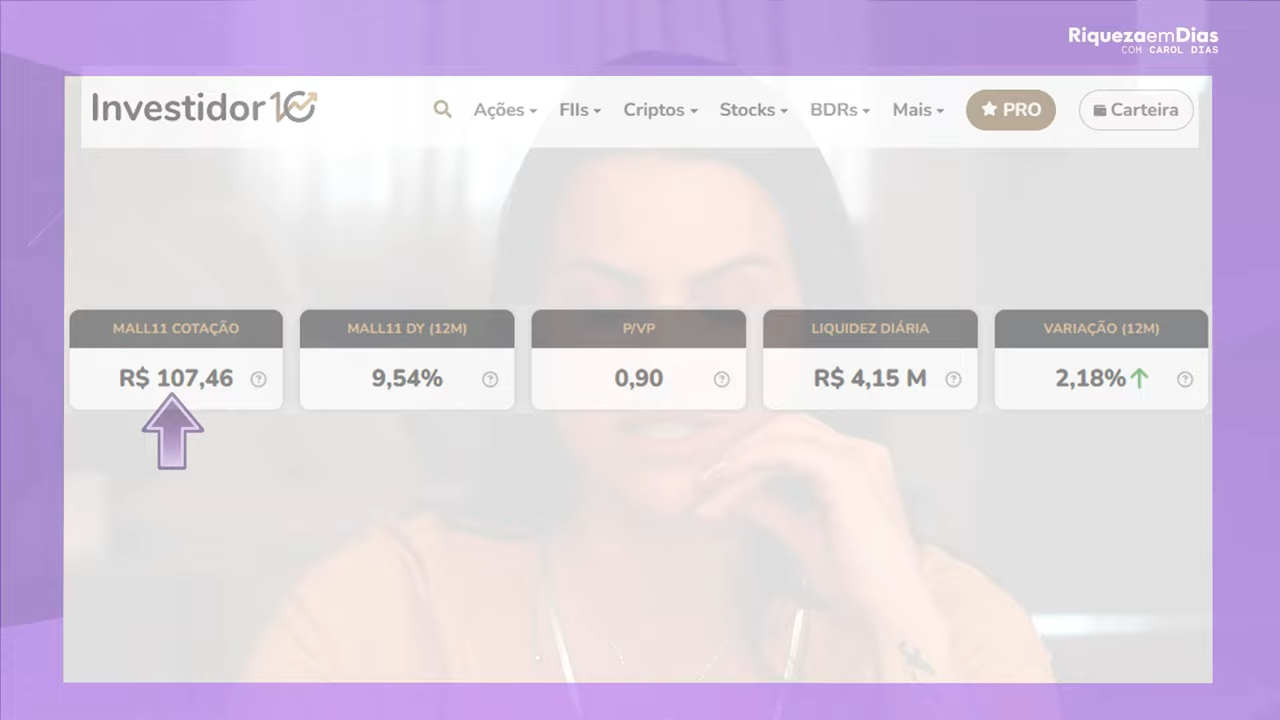 RiquezaemDias
COM CAROL DIAS
Investidor10
Ações FIIs Criptos Stocks BDRs Mais PRO Carteira
MALL11 COTAÇÃO MALL11 DY (12M) P/VP LIQUIDEZ DIÁRIA VARIAÇÃO (12M)
R$ 107,46 9,54% 0,90 R$ 4,15 M 2,18%